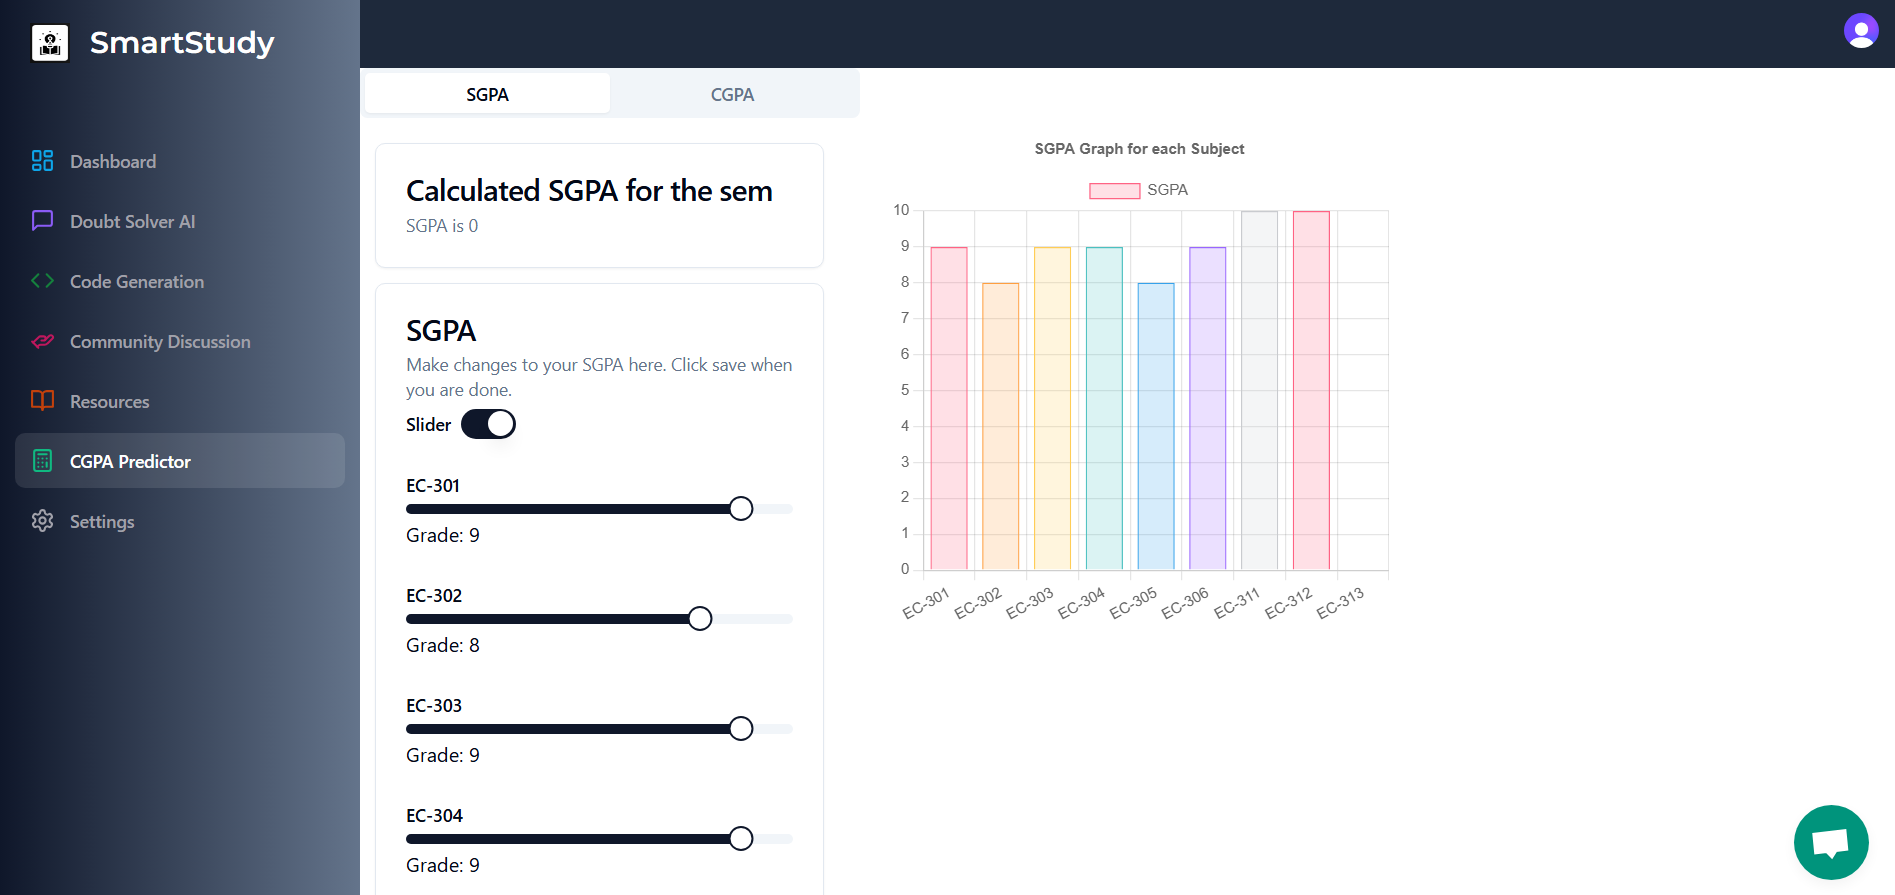 SmartStudy
Dashboard
Doubt Solver AI
Code Generation
Community Discussion
Resources
CGPA Predictor
Settings
SGPA
CGPA
Calculated SGPA for the sem
SGPA is 0
SGPA
Make changes to your SGPA here. Click save when
you are done.
Slider
EC-301
Grade: 9
EC-302
Grade: 8
EC-303
Grade: 9
EC-304
Grade: 9
SGPA Graph for each Subject
SGPA
10
9
8
7
6
5
4
3
2
1
0
EC-301
EC-302
EC-303
EC-304
EC-305
EC-306
EC-311
EC-312
EC-313